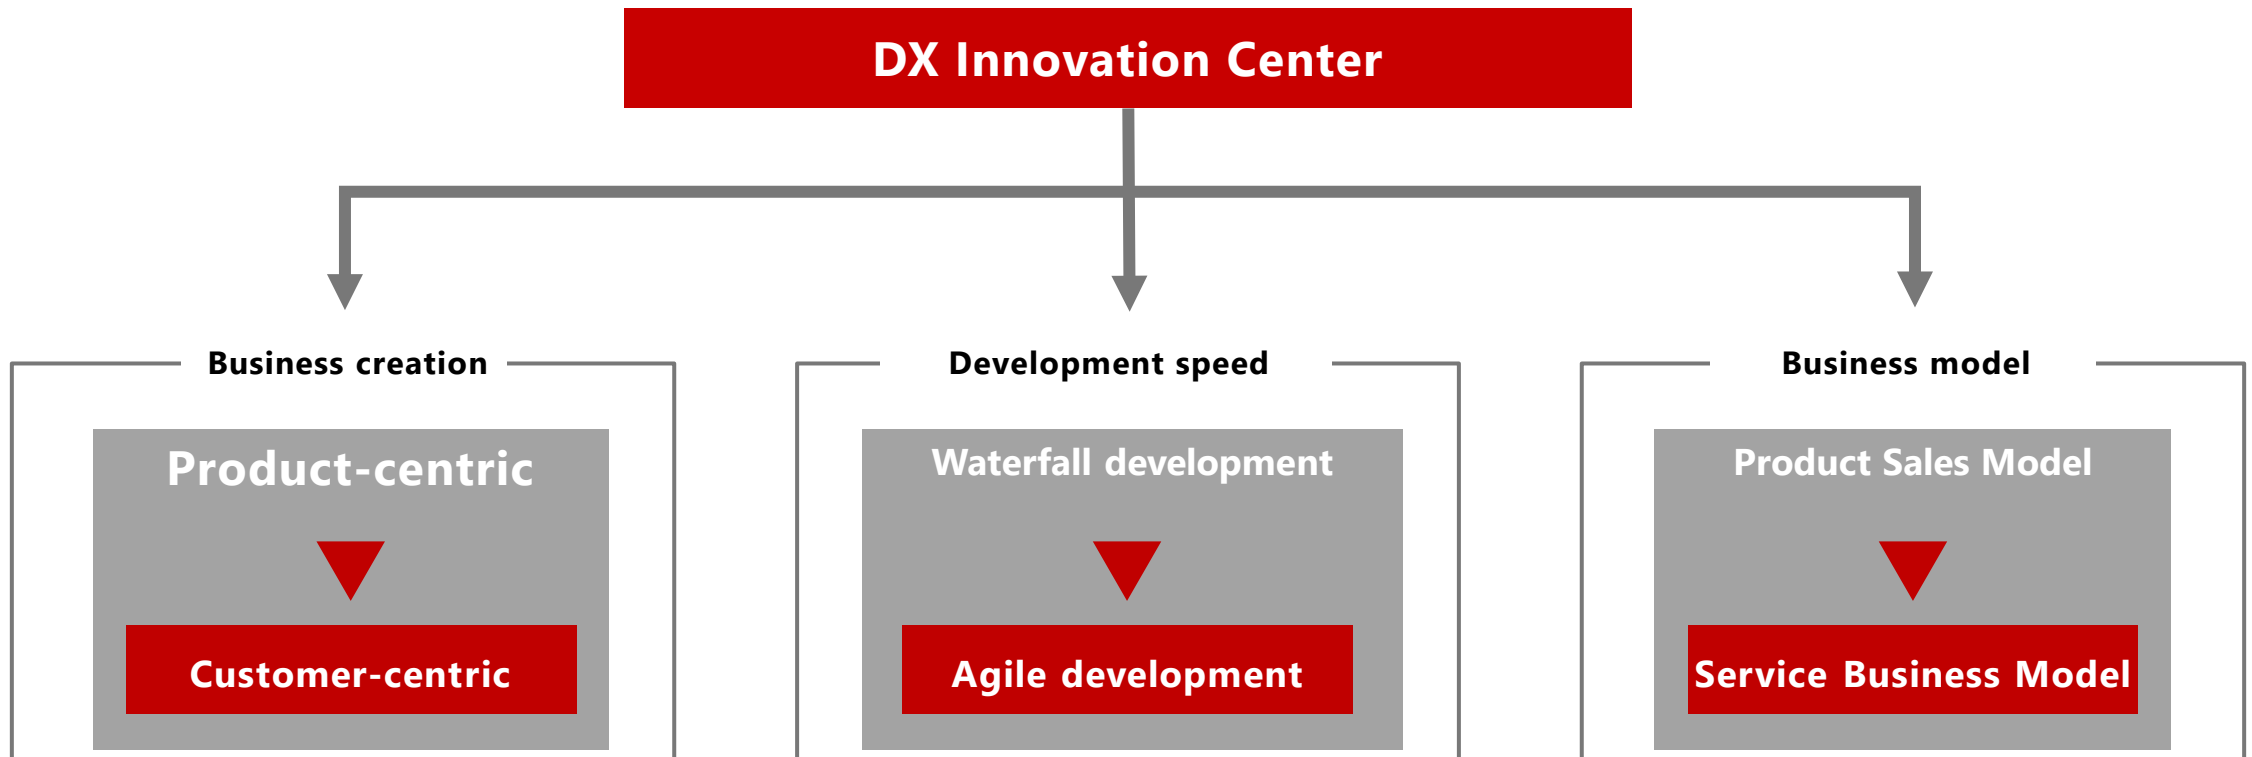 DX Innovation Center
Business creation
Product-centric
Customer-centric
Development speed
Waterfall development
Agile development
Business model
Product Sales Model
Service Business Model